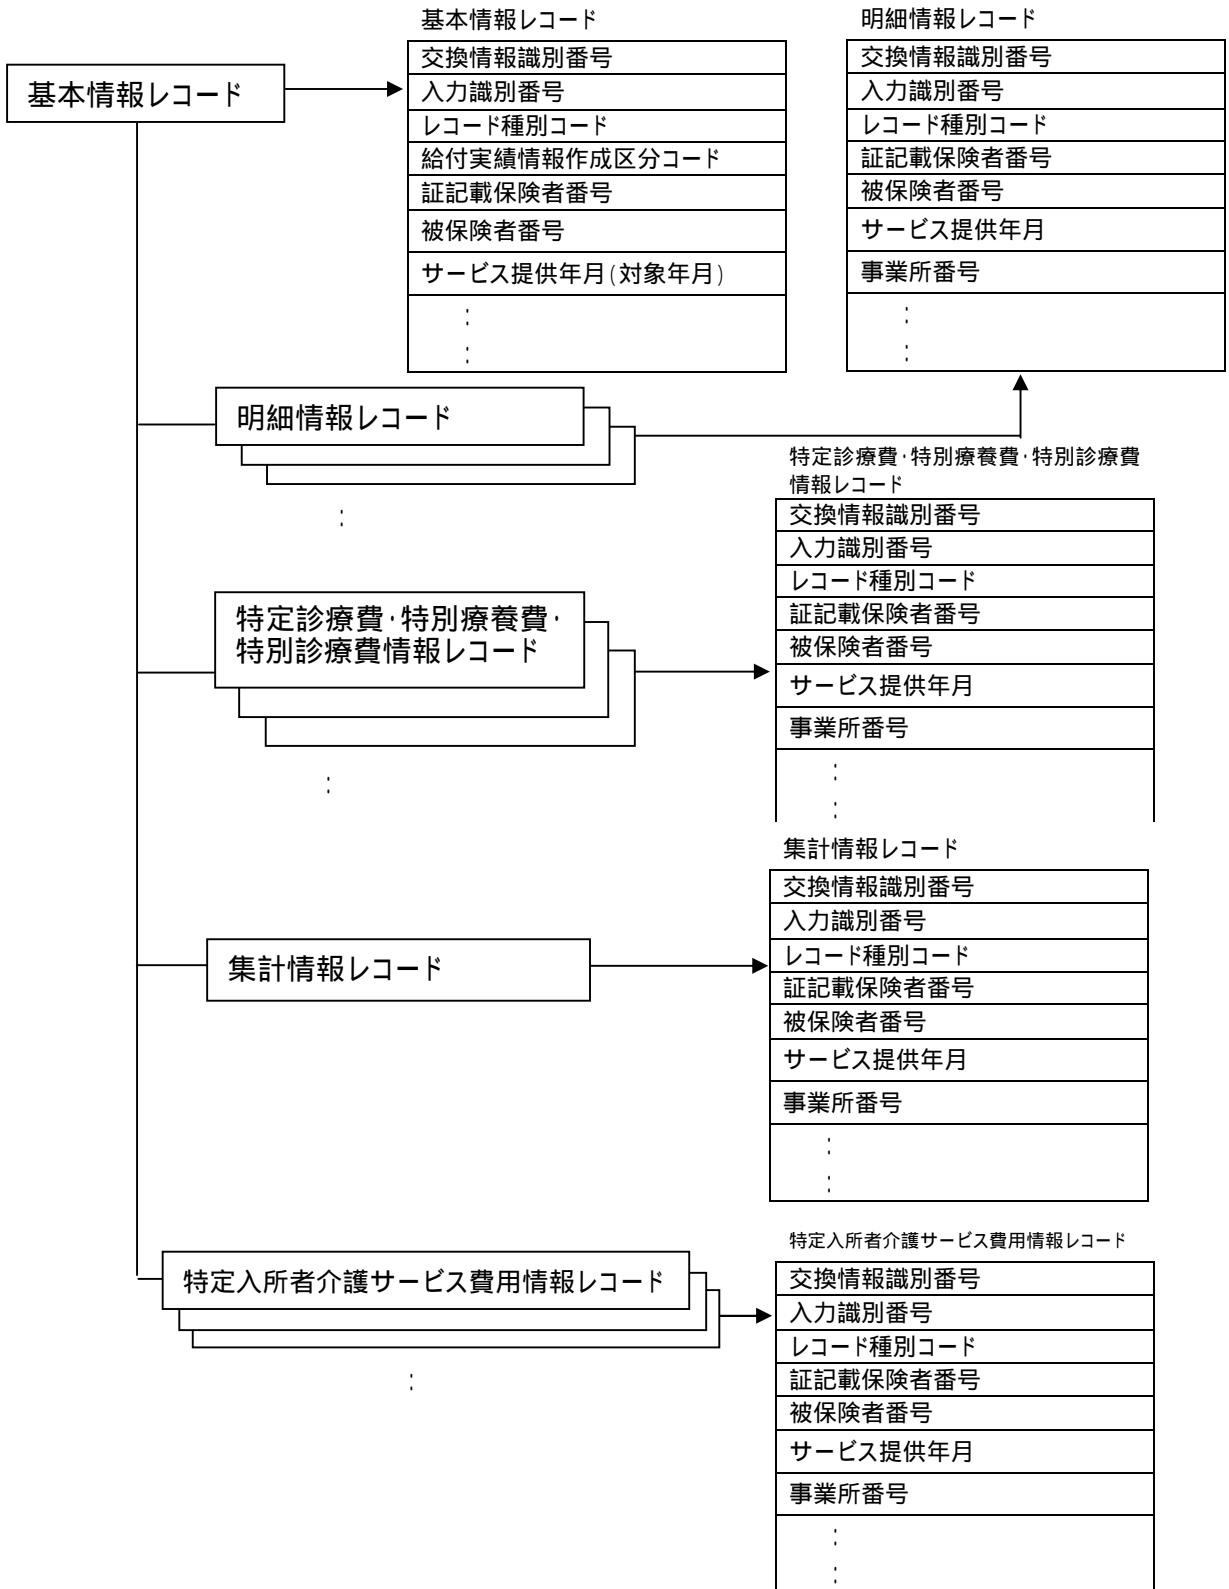 基本情報レコード
基本情報レコード
交換情報識別番号
入力識別番号
レコード種別コード
給付実績情報作成区分コード
証記載保険者番号
被保険者番号
サービス提供年月(対象年月)
:
:
明細情報レコード
交換情報識別番号
入力識別番号
レコード種別コード
証記載保険者番号
被保険者番号
サービス提供年月
事業所番号
:
:
明細情報レコード
:
特定診療費・特別療養費・特別診療費
情報レコード
交換情報識別番号
入力識別番号
レコード種別コード
証記載保険者番号
被保険者番号
サービス提供年月
事業所番号
:
:
特定診療費・特別療養費・
特別診療費情報レコード
:
集計情報レコード
交換情報識別番号
入力識別番号
レコード種別コード
証記載保険者番号
被保険者番号
サービス提供年月
事業所番号
:
:
集計情報レコード
特定入所者介護サービス費用情報レコード
:
特定入所者介護サービス費用情報レコード
交換情報識別番号
入力識別番号
レコード種別コード
証記載保険者番号
被保険者番号
サービス提供年月
事業所番号
:
: